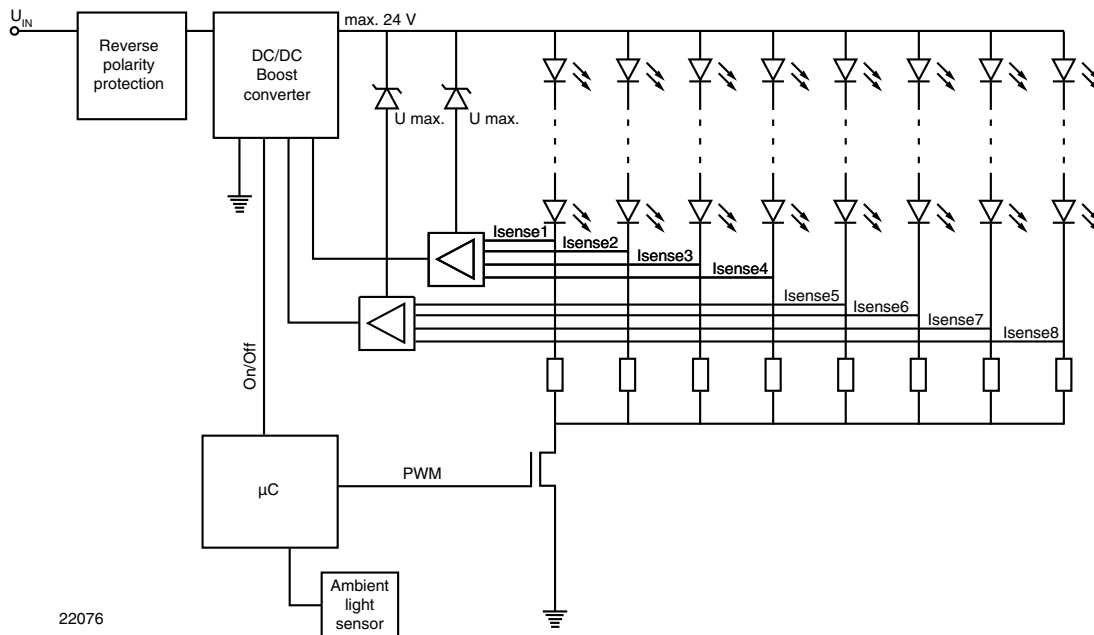 U_IN
Reverse
polarity
protection
DC/DC
Boost
converter
max. 24 V
U max.
U max.
Isense1
Isense2
Isense3
Isense4
Isense5
Isense6
Isense7
Isense8
On/Off
µC
PWM
Ambient
light
sensor
22076